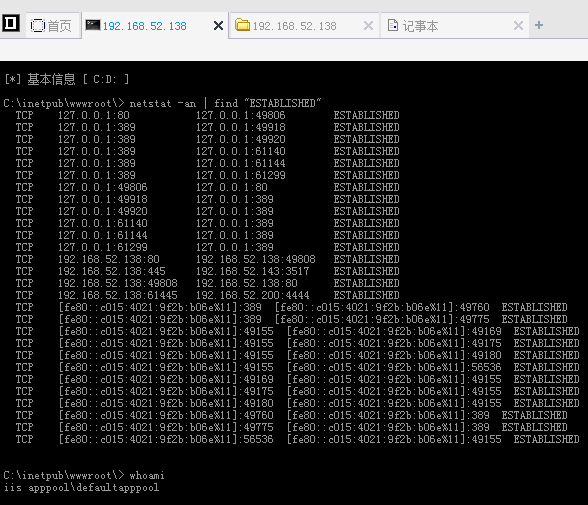 首页 192.168.52.138 192.168.52.138 记事本 +
[*] 基本信息 [ C:D: ]
C:\inetpub\wwwroot\> netstat -an | find "ESTABLISHED"
TCP 127.0.0.1:80 127.0.0.1:49806 ESTABLISHED
TCP 127.0.0.1:389 127.0.0.1:49918 ESTABLISHED
TCP 127.0.0.1:389 127.0.0.1:49920 ESTABLISHED
TCP 127.0.0.1:389 127.0.0.1:61140 ESTABLISHED
TCP 127.0.0.1:389 127.0.0.1:61144 ESTABLISHED
TCP 127.0.0.1:389 127.0.0.1:61299 ESTABLISHED
TCP 127.0.0.1:49806 127.0.0.1:80 ESTABLISHED
TCP 127.0.0.1:49918 127.0.0.1:389 ESTABLISHED
TCP 127.0.0.1:49920 127.0.0.1:389 ESTABLISHED
TCP 127.0.0.1:61140 127.0.0.1:389 ESTABLISHED
TCP 127.0.0.1:61144 127.0.0.1:389 ESTABLISHED
TCP 127.0.0.1:61299 127.0.0.1:389 ESTABLISHED
TCP 192.168.52.138:80 192.168.52.138:49808 ESTABLISHED
TCP 192.168.52.138:445 192.168.52.143:3517 ESTABLISHED
TCP 192.168.52.138:49808 192.168.52.138:80 ESTABLISHED
TCP 192.168.52.138:61445 192.168.52.200:4444 ESTABLISHED
TCP [fe80::c015:4021:9f2b:b06e%11]:389 [fe80::c015:4021:9f2b:b06e%11]:49760 ESTABLISHED
TCP [fe80::c015:4021:9f2b:b06e%11]:389 [fe80::c015:4021:9f2b:b06e%11]:49775 ESTABLISHED
TCP [fe80::c015:4021:9f2b:b06e%11]:49155 [fe80::c015:4021:9f2b:b06e%11]:49169 ESTABLISHED
TCP [fe80::c015:4021:9f2b:b06e%11]:49155 [fe80::c015:4021:9f2b:b06e%11]:49175 ESTABLISHED
TCP [fe80::c015:4021:9f2b:b06e%11]:49155 [fe80::c015:4021:9f2b:b06e%11]:49180 ESTABLISHED
TCP [fe80::c015:4021:9f2b:b06e%11]:49155 [fe80::c015:4021:9f2b:b06e%11]:56536 ESTABLISHED
TCP [fe80::c015:4021:9f2b:b06e%11]:49169 [fe80::c015:4021:9f2b:b06e%11]:49155 ESTABLISHED
TCP [fe80::c015:4021:9f2b:b06e%11]:49175 [fe80::c015:4021:9f2b:b06e%11]:49155 ESTABLISHED
TCP [fe80::c015:4021:9f2b:b06e%11]:49180 [fe80::c015:4021:9f2b:b06e%11]:49155 ESTABLISHED
TCP [fe80::c015:4021:9f2b:b06e%11]:49760 [fe80::c015:4021:9f2b:b06e%11]:389 ESTABLISHED
TCP [fe80::c015:4021:9f2b:b06e%11]:49775 [fe80::c015:4021:9f2b:b06e%11]:389 ESTABLISHED
TCP [fe80::c015:4021:9f2b:b06e%11]:56536 [fe80::c015:4021:9f2b:b06e%11]:49155 ESTABLISHED
C:\inetpub\wwwroot\> whoami
iis apppool\defaultapppool